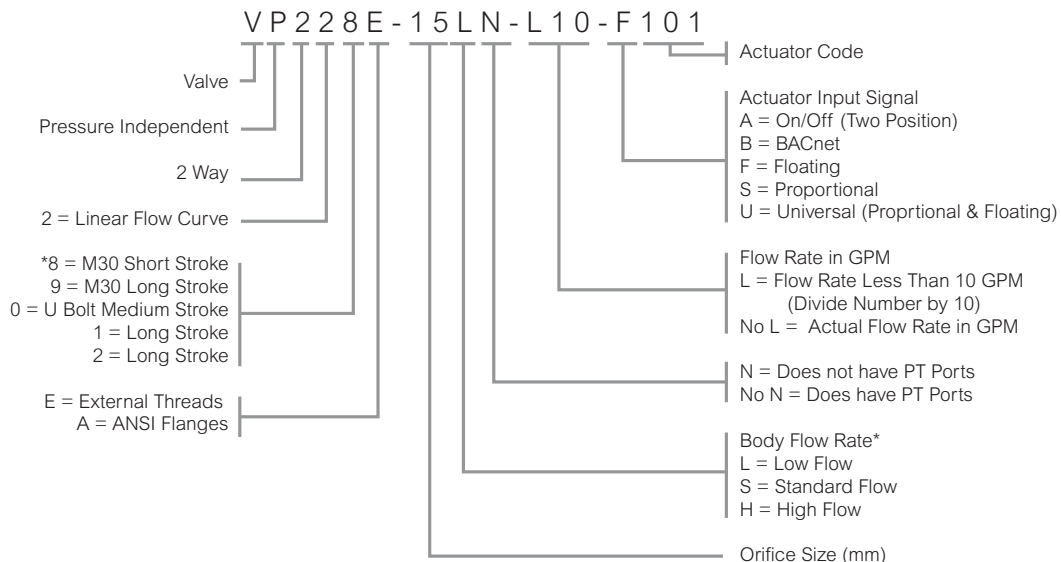 VP228E-15LN-L10-F101
Valve
Pressure Independent
2 Way
2 = Linear Flow Curve
*8 = M30 Short Stroke
9 = M30 Long Stroke
0 = U Bolt Medium Stroke
1 = Long Stroke
2 = Long Stroke
E = External Threads
A = ANSI Flanges
Actuator Code
Actuator Input Signal
A = On/Off (Two Position)
B = BACnet
F = Floating
S = Proportional
U = Universal (Proprtional & Floating)
Flow Rate in GPM
L = Flow Rate Less Than 10 GPM
(Divide Number by 10)
No L = Actual Flow Rate in GPM
N = Does not have PT Ports
No N = Does have PT Ports
Body Flow Rate*
L = Low Flow
S = Standard Flow
H = High Flow
Orifice Size (mm)